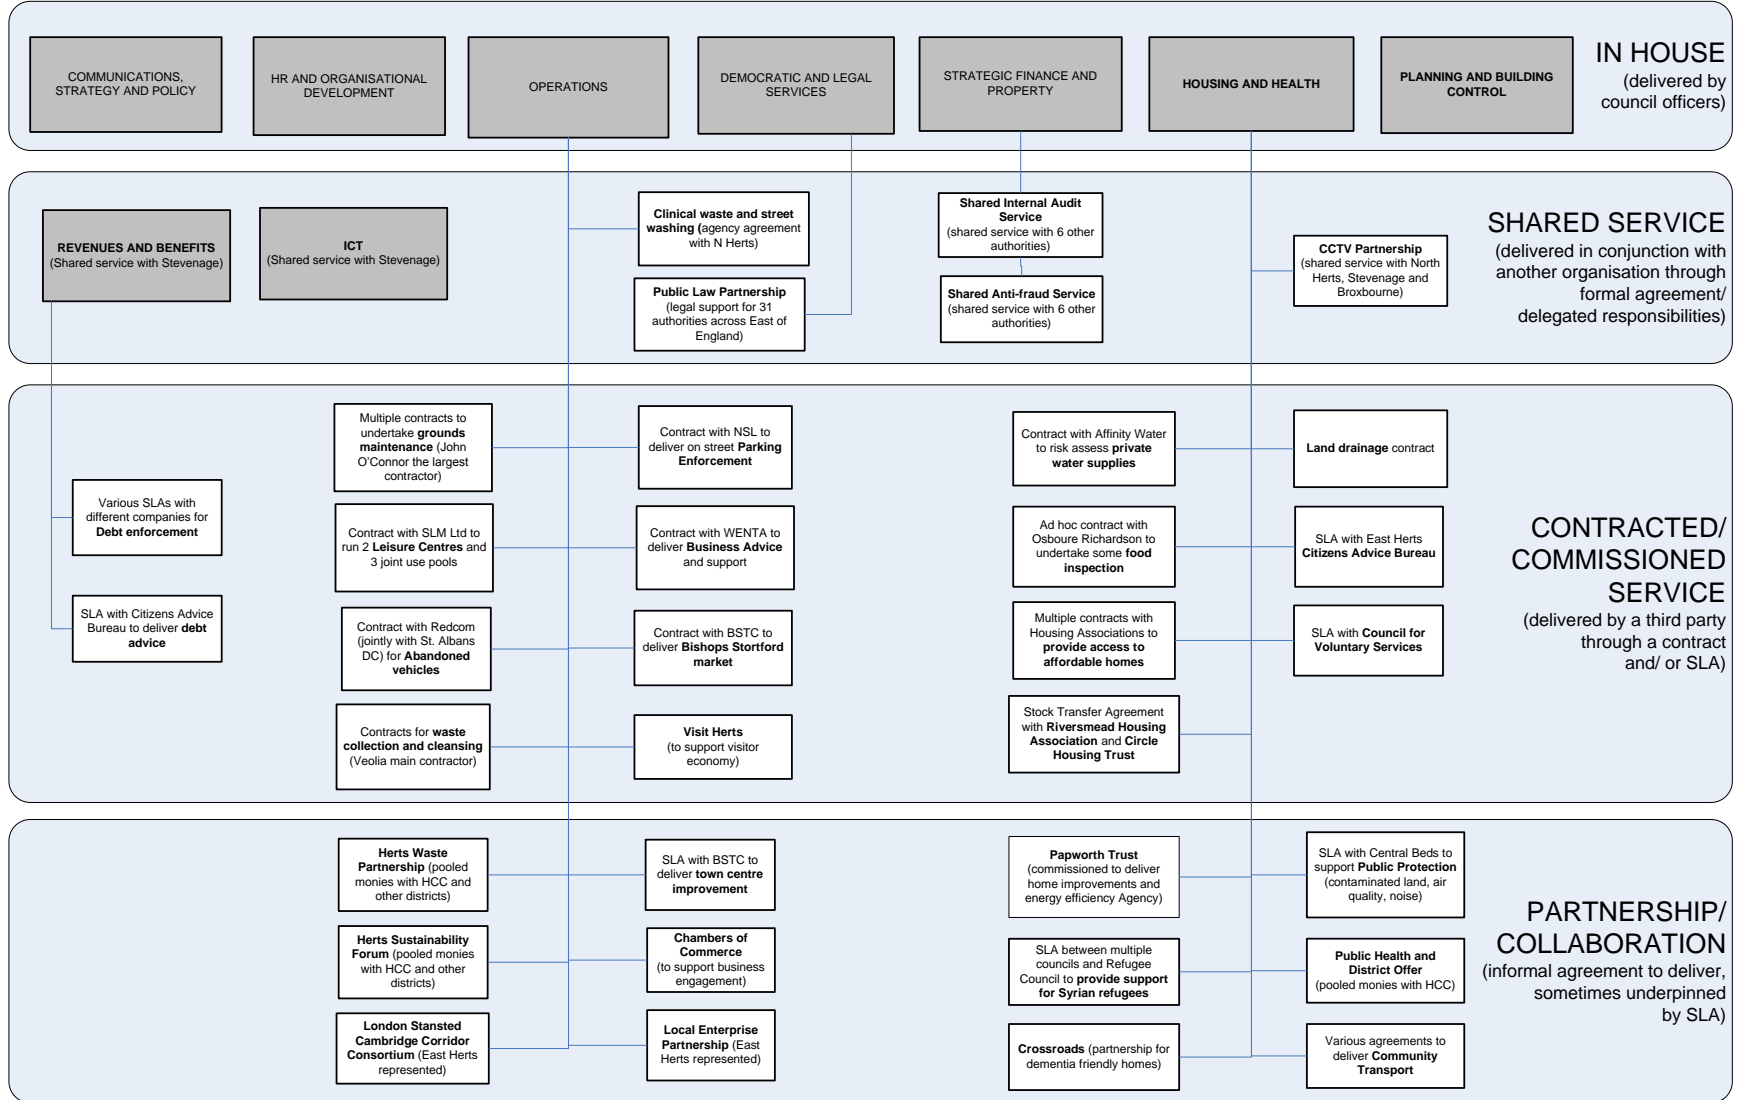 COMMUNICATIONS,
STRATEGY AND POLICY
HR AND ORGANISATIONAL
DEVELOPMENT
OPERATIONS
DEMOCRATIC AND LEGAL
SERVICES
STRATEGIC FINANCE AND
PROPERTY
HOUSING AND HEALTH
PLANNING AND BUILDING
CONTROL
IN HOUSE
(delivered by
council officers)
REVENUES AND BENEFITS
(Shared service with Stevenage)
ICT
(Shared service with Stevenage)
Clinical waste and street
washing (agency agreement
with N Herts)
Public Law Partnership
(legal support for 31
authorities across East of
England)
Shared Internal Audit
Service
(shared service with 6 other
authorities)
Shared Anti-fraud Service
(shared service with 6 other
authorities)
CCTV Partnership
(shared service with North
Herts, Stevenage and
Broxbourne)
SHARED SERVICE
(delivered in conjunction with
another organisation through
formal agreement/
delegated responsibilities)
Various SLAs with
different companies for
Debt enforcement
SLA with Citizens Advice
Bureau to deliver debt
advice
Multiple contracts to
undertake grounds
maintenance (John
O'Connor the largest
contractor)
Contract with NSL to
deliver on street Parking
Enforcement
Contract with SLM Ltd to
run 2 Leisure Centres and
3 joint use pools
Contract with WENTA to
deliver Business Advice
and support
Contract with Redcom
(jointly with St. Albans
DC) for Abandoned
vehicles
Contract with BSTC to
deliver Bishops Stortford
market
Contracts for waste
collection and cleansing
(Veolia main contractor)
Visit Herts
(to support visitor
economy)
Contract with Affinity Water
to risk assess private
water supplies
Land drainage contract
Ad hoc contract with
Osboure Richardson to
undertake some food
inspection
SLA with East Herts
Citizens Advice Bureau
Multiple contracts with
Housing Associations to
provide access to
affordable homes
SLA with Council for
Voluntary Services
Stock Transfer Agreement
with Riversmead Housing
Association and Circle
Housing Trust
CONTRACTED/
COMMISSIONED
SERVICE
(delivered by a third party
through a contract
and/ or SLA)
Herts Waste
Partnership (pooled
monies with HCC and
other districts)
SLA with BSTC to
deliver town centre
improvement
Herts Sustainability
Forum (pooled monies
with HCC and other
districts)
Chambers of
Commerce
(to support business
engagement)
London Stansted
Cambridge Corridor
Consortium (East Herts
represented)
Local Enterprise
Partnership (East
Herts represented)
Papworth Trust
(commissioned to deliver
home improvements and
energy efficiency Agency)
SLA with Central Beds to
support Public Protection
(contaminated land, air
quality, noise)
SLA between multiple
councils and Refugee
Council to provide support
for Syrian refugees
Public Health and
District Offer
(pooled monies with HCC)
Crossroads (partnership for
dementia friendly homes)
Various agreements to
deliver Community
Transport
PARTNERSHIP/
COLLABORATION
(informal agreement to deliver,
sometimes underpinned
by SLA)